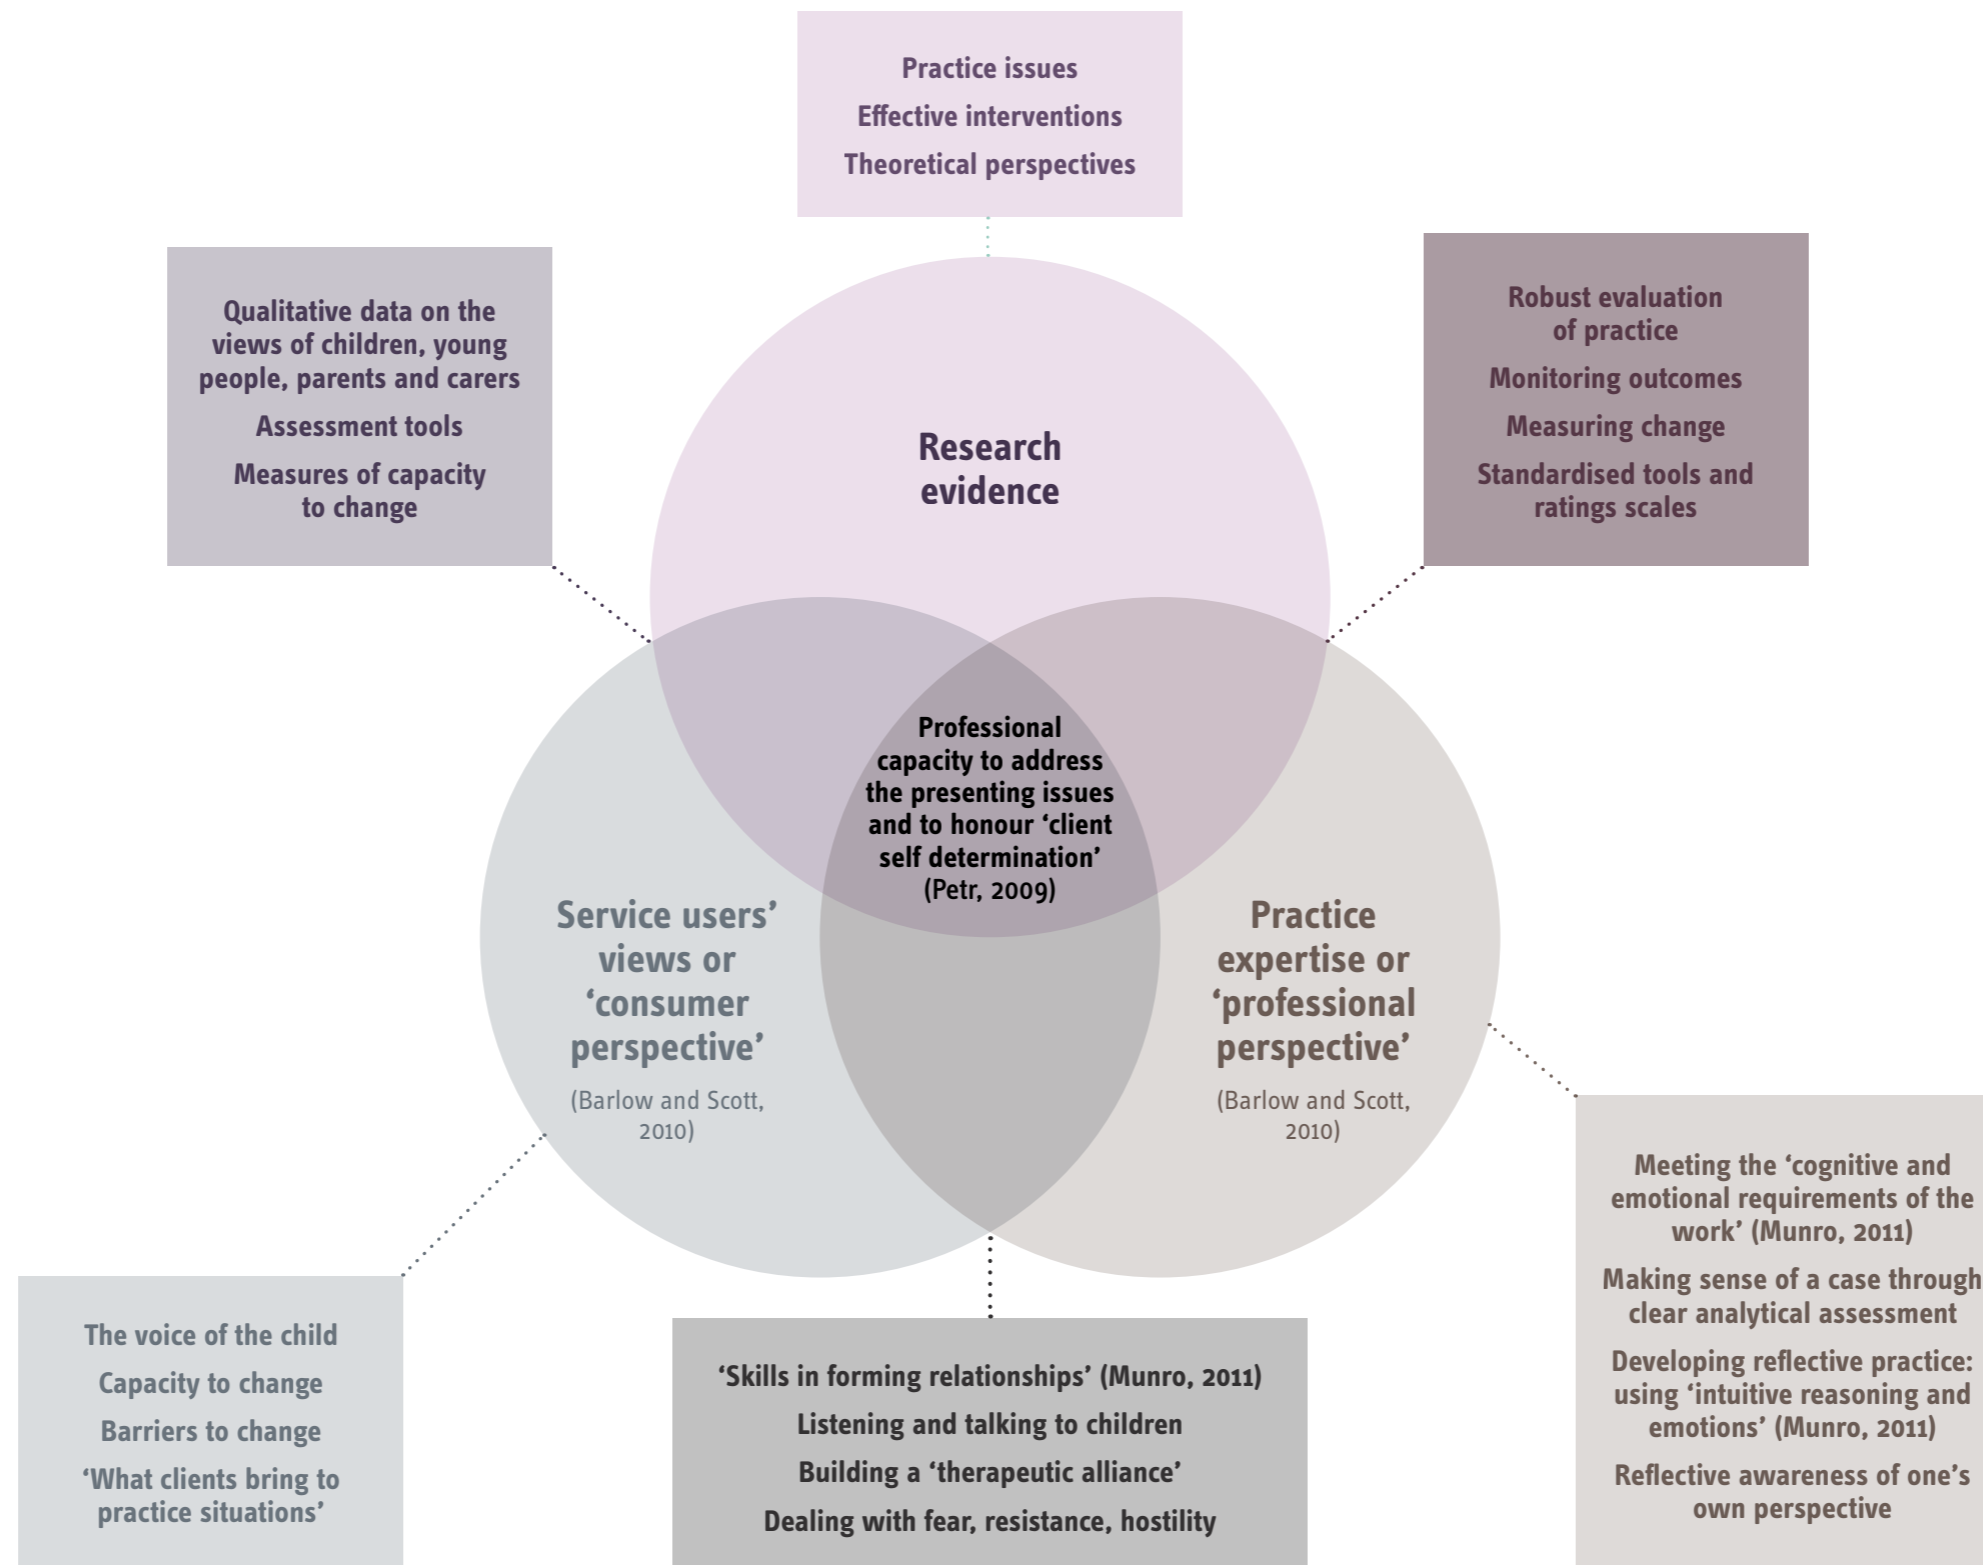 Practice issues
Effective interventions
Theoretical perspectives
Qualitative data on the
views of children, young
people, parents and carers
Assessment tools
Measures of capacity
to change
Robust evaluation
of practice
Monitoring outcomes
Measuring change
Standardised tools and
ratings scales
Research
evidence
Professional
capacity to address
the presenting issues
and to honour ‘client
self determination’
(Petr, 2009)
Service users’
views or
‘consumer
perspective’
(Barlow and Scott,
2010)
Practice
expertise or
‘professional
perspective’
(Barlow and Scott,
2010)
The voice of the child
Capacity to change
Barriers to change
‘What clients bring to
practice situations’
‘Skills in forming relationships’ (Munro, 2011)
Listening and talking to children
Building a ‘therapeutic alliance’
Dealing with fear, resistance, hostility
Meeting the ‘cognitive and
emotional requirements of the
work’ (Munro, 2011)
Making sense of a case through
clear analytical assessment
Developing reflective practice:
using ‘intuitive reasoning and
emotions’ (Munro, 2011)
Reflective awareness of one’s
own perspective